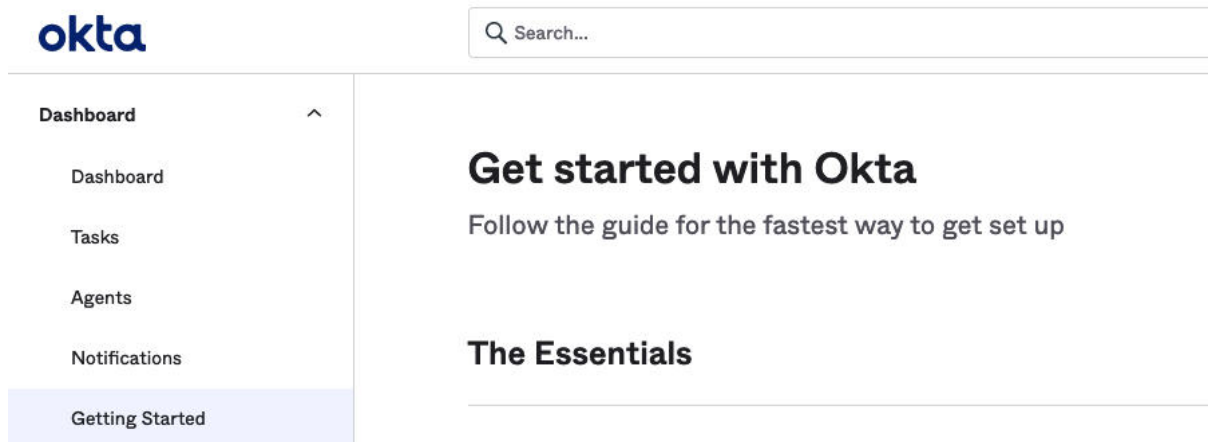 okta
Search...
Dashboard
Dashboard
Tasks
Agents
Notifications
Getting Started
Get started with Okta
Follow the guide for the fastest way to get set up
The Essentials